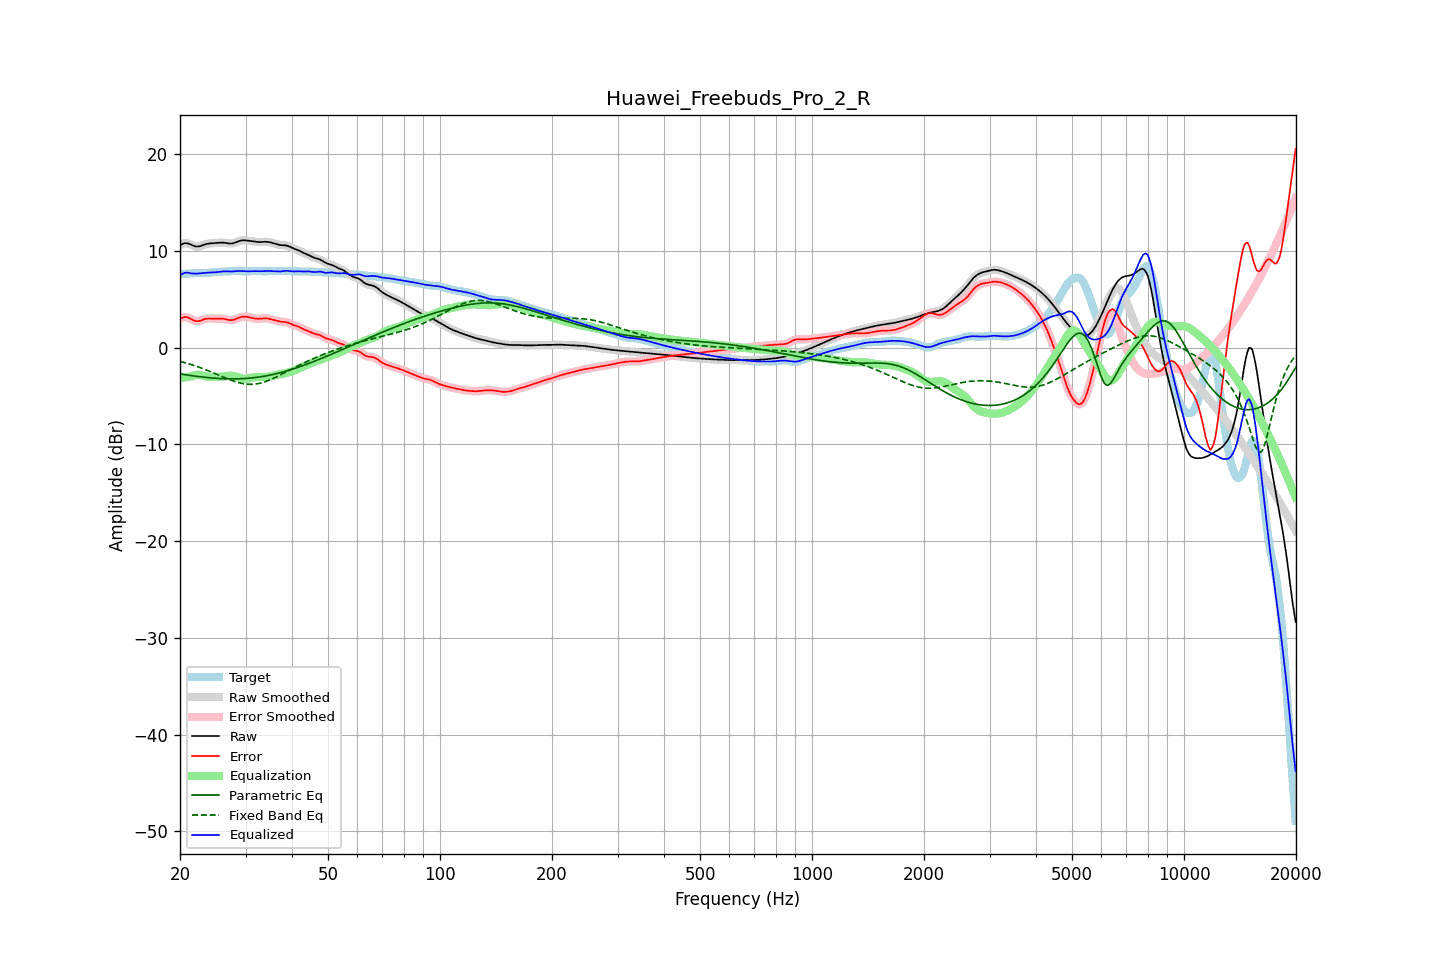 Huawei_Freebuds_Pro_2_R
Amplitude (dBr)
20
10
0
−10
−20
−30
−40
−50
Target
Raw Smoothed
Error Smoothed
Raw
Error
Equalization
Parametric Eq
Fixed Band Eq
Equalized
20 50 100 200 500 1000 2000 5000 10000 20000
Frequency (Hz)